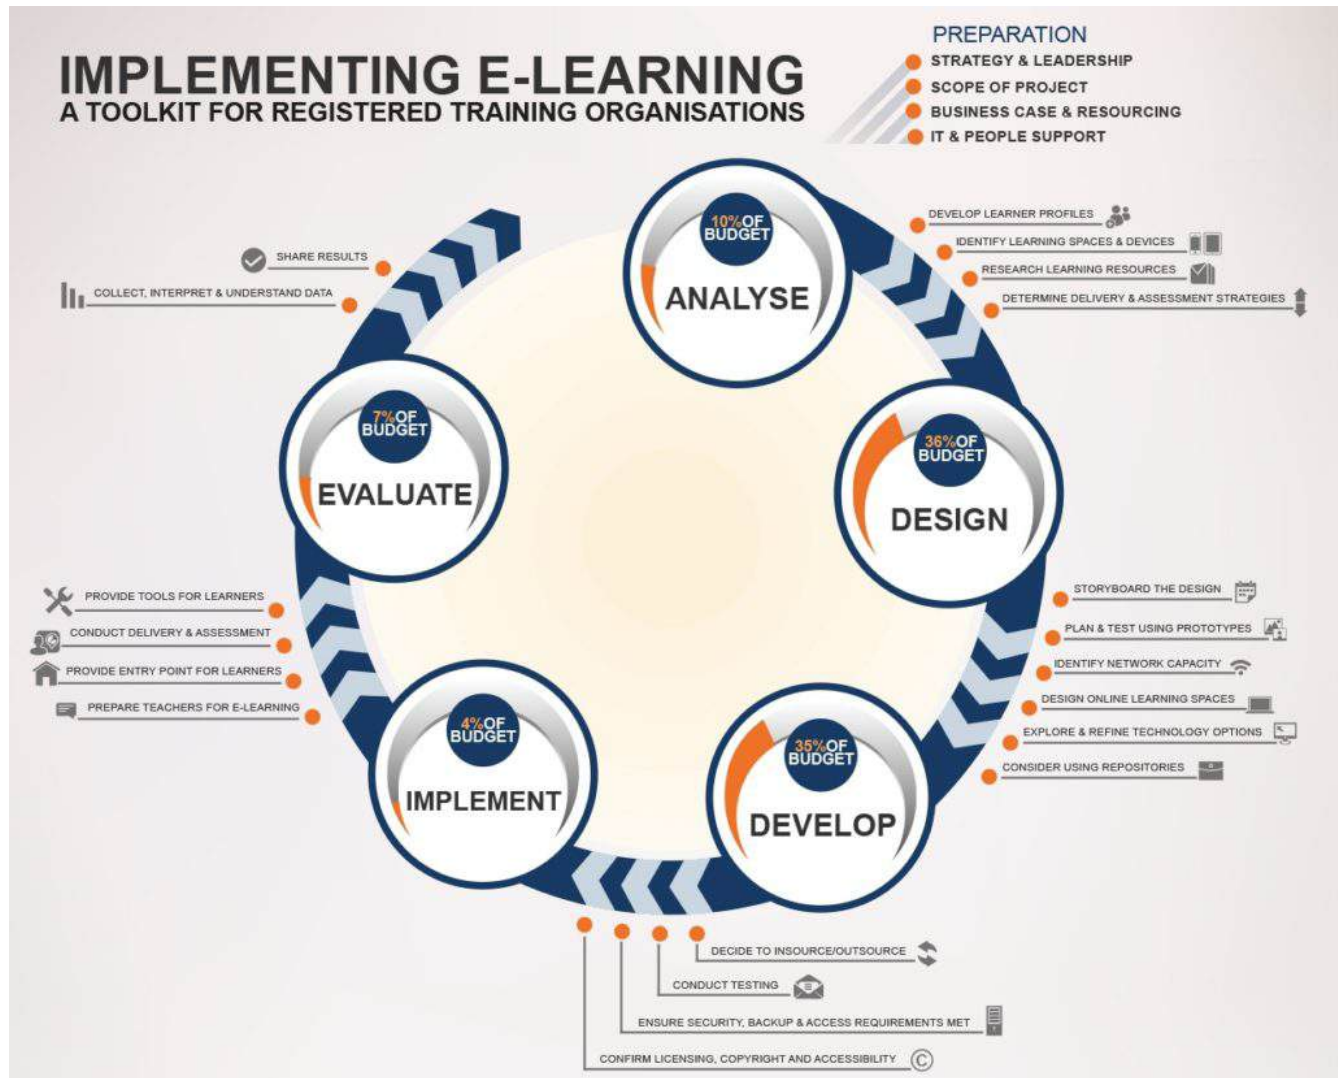 IMPLEMENTING E-LEARNING
A TOOLKIT FOR REGISTERED TRAINING ORGANISATIONS
PREPARATION
STRATEGY & LEADERSHIP
SCOPE OF PROJECT
BUSINESS CASE & RESOURCING
IT & PEOPLE SUPPORT
10% OF
BUDGET
ANALYSE
DEVELOP LEARNER PROFILES
IDENTIFY LEARNING SPACES & DEVICES
RESEARCH LEARNING RESOURCES
DETERMINE DELIVERY & ASSESSMENT STRATEGIES
36% OF
BUDGET
DESIGN
STORYBOARD THE DESIGN
PLAN & TEST USING PROTOTYPES
IDENTIFY NETWORK CAPACITY
DESIGN ONLINE LEARNING SPACES
EXPLORE & REFINE TECHNOLOGY OPTIONS
CONSIDER USING REPOSITORIES
35% OF
BUDGET
DEVELOP
DECIDE TO INSOURCE/OUTSOURCE
CONDUCT TESTING
ENSURE SECURITY, BACKUP & ACCESS REQUIREMENTS MET
CONFIRM LICENSING, COPYRIGHT AND ACCESSIBILITY ©
4% OF
BUDGET
IMPLEMENT
PROVIDE TOOLS FOR LEARNERS
CONDUCT DELIVERY & ASSESSMENT
PROVIDE ENTRY POINT FOR LEARNERS
PREPARE TEACHERS FOR E-LEARNING
7% OF
BUDGET
EVALUATE
SHARE RESULTS
COLLECT, INTERPRET & UNDERSTAND DATA